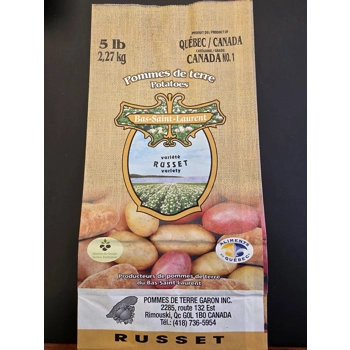 PRODUIT DU / PRODUCT OF
QUÉBEC / CANADA
CATÉGORIE / GRADE
CANADA NO. 1
5 lb
2,27 kg
Pommes de terre
Potatoes
Bas-Saint-Laurent
variété
RUSSET
variety
ALIMENTS
QUÉBEC
Producteurs de pommes de terre
du Bas-Saint-Laurent
POMMES DE TERRE GARON INC.
2285, route 132 Est
Rimouski, Qc G0L 1B0 CANADA
Tél.: (418) 736-5954
RUSSET